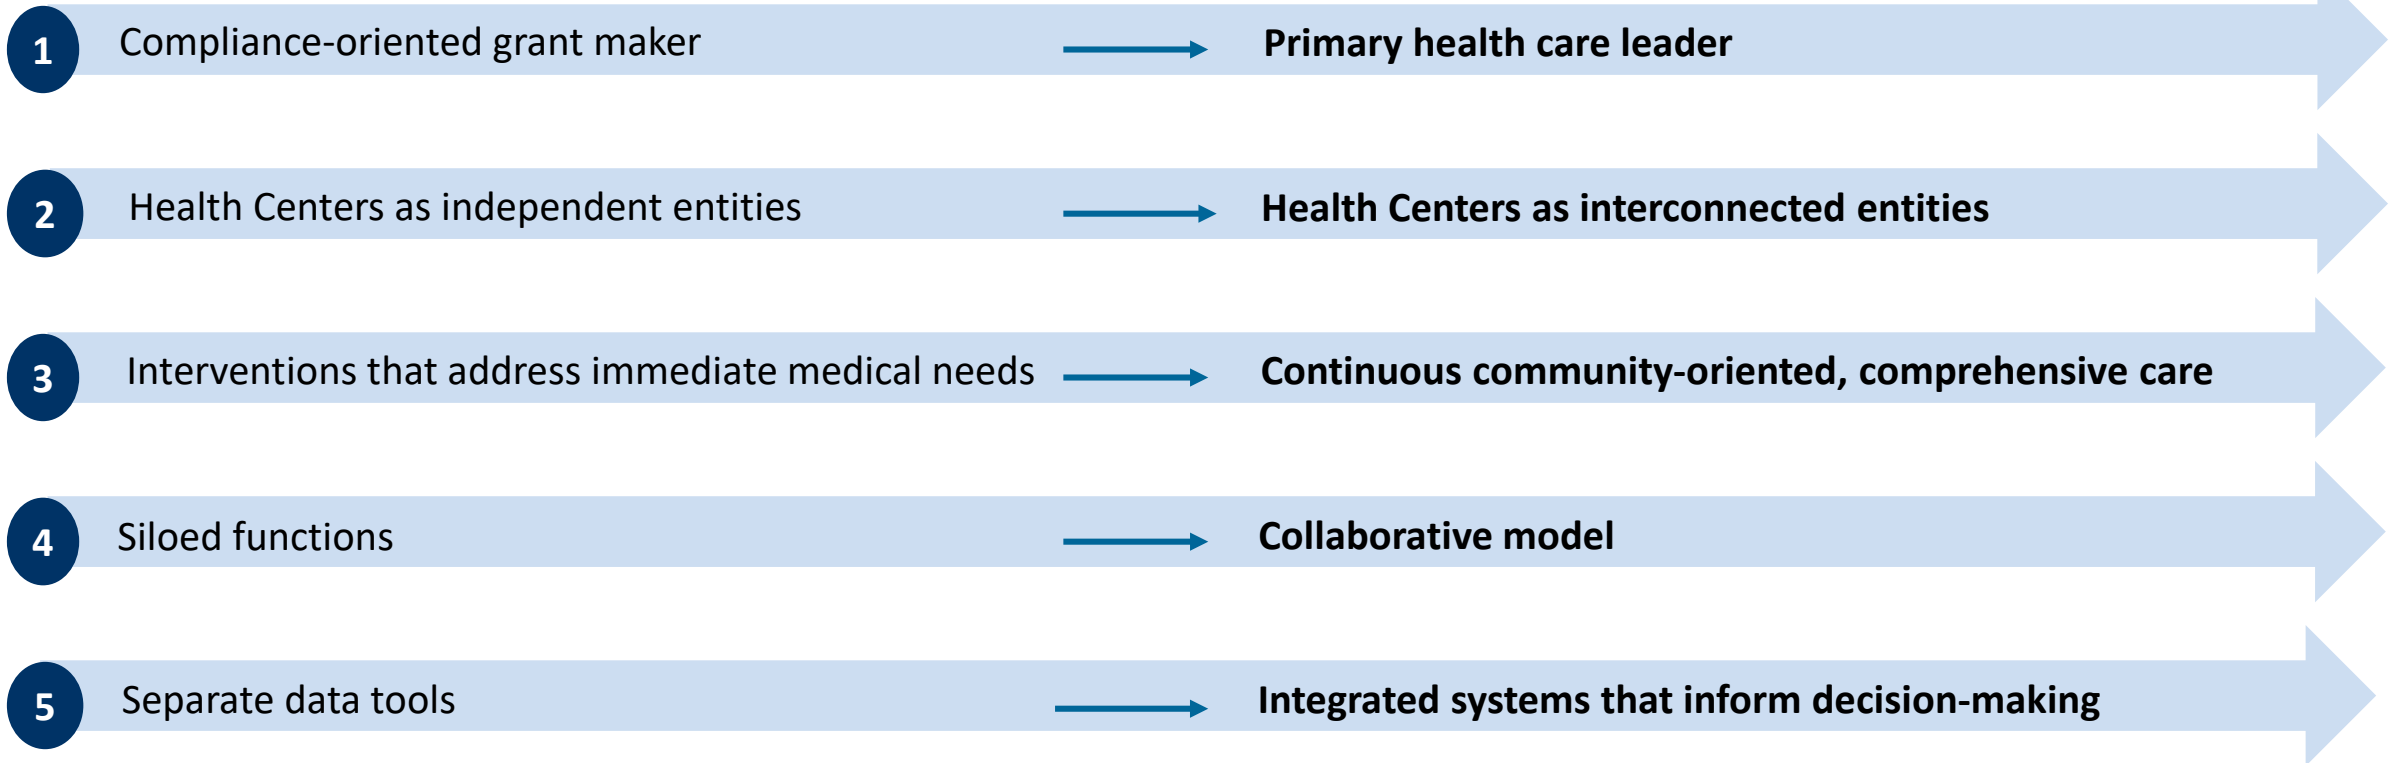 1 Compliance-oriented grant maker Primary health care leader
2 Health Centers as independent entities Health Centers as interconnected entities
3 Interventions that address immediate medical needs Continuous community-oriented, comprehensive care
4 Siloed functions Collaborative model
5 Separate data tools Integrated systems that inform decision-making